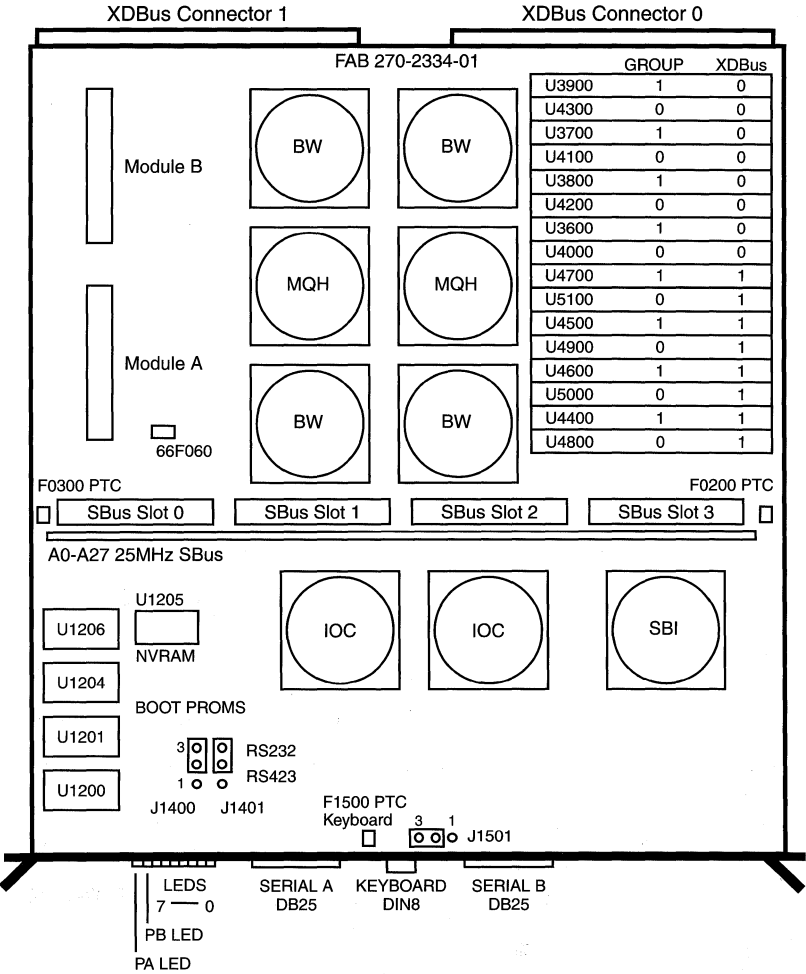 XDBus Connector 1
XDBus Connector 0
FAB 270-2334-01
GROUP XDBus
U3900 1 0
U4300 0 0
U3700 1 0
U4100 0 0
U3800 1 0
U4200 0 0
U3600 1 0
U4000 0 0
U4700 1 1
U5100 0 1
U4500 1 1
U4900 0 1
U4600 1 1
U5000 0 1
U4400 1 1
U4800 0 1
Module B
BW
BW
MQH
MQH
Module A
BW
BW
66F060
F0300 PTC
F0200 PTC
SBus Slot 0
SBus Slot 1
SBus Slot 2
SBus Slot 3
A0-A27 25MHz SBus
U1205
NVRAM
U1206
U1204
U1201
U1200
IOC
IOC
SBI
BOOT PROMS
3
RS232
RS423
1
J1400
J1401
F1500 PTC
Keyboard
3 1
J1501
LEDS
7 0
PB LED
PA LED
SERIAL A
DB25
KEYBOARD
DIN8
SERIAL B
DB25